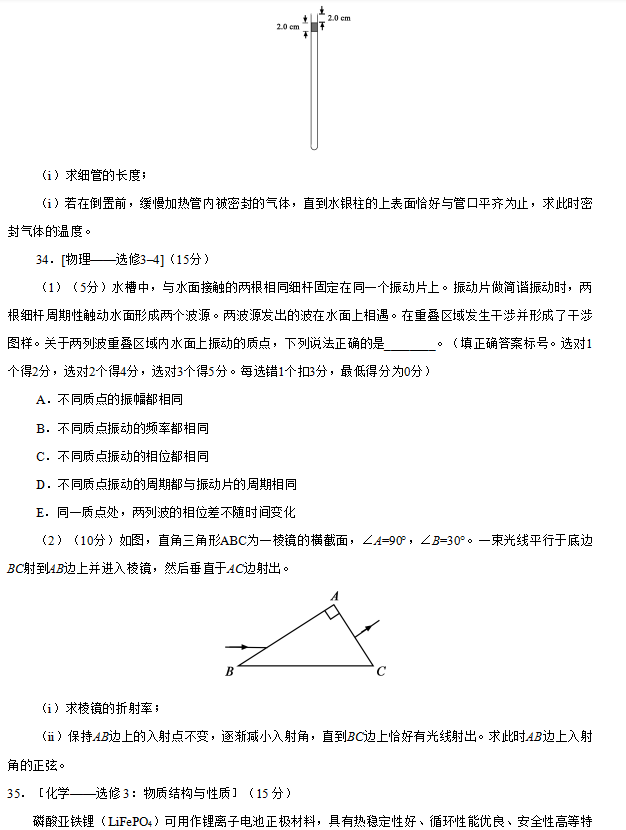 2.0 cm
2.0 cm
（i）求细管的长度；
（i）若在倒置前，缓慢加热管内被密封的气体，直到水银柱的上表面恰好与管口平齐为止，求此时密
封气体的温度。
34．[物理——选修3–4]（15分）
（1）（5分）水槽中，与水面接触的两根相同细杆固定在同一个振动片上。振动片做简谐振动时，两
根细杆周期性触动水面形成两个波源。两波源发出的波在水面上相遇。在重叠区域发生干涉并形成了干涉
图样。关于两列波重叠区域内水面上振动的质点，下列说法正确的是________。（填正确答案标号。选对1
个得2分，选对2个得4分，选对3个得5分。每选错1个扣3分，最低得分为0分）
A．不同质点的振幅都相同
B．不同质点振动的频率都相同
C．不同质点振动的相位都相同
D．不同质点振动的周期都与振动片的周期相同
E．同一质点处，两列波的相位差不随时间变化
（2）（10分）如图，直角三角形ABC为一棱镜的横截面，∠A=90°，∠B=30°。一束光线平行于底边
BC射到AB边上并进入棱镜，然后垂直于AC边射出。
A
B
C
（i）求棱镜的折射率；
（ii）保持AB边上的入射点不变，逐渐减小入射角，直到BC边上恰好有光线射出。求此时AB边上入射
角的正弦。
35．［化学——选修 3：物质结构与性质］（15 分）
磷酸亚铁锂（LiFePO₄）可用作锂离子电池正极材料，具有热稳定性好、循环性能优良、安全性高等特